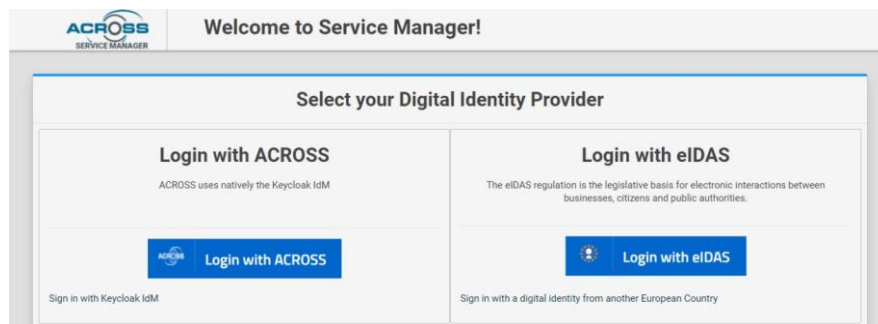 ACROSS
SERVICE MANAGER
Welcome to Service Manager!
Select your Digital Identity Provider
Login with ACROSS
ACROSS uses natively the Keycloak IdM
ACROSS
Login with ACROSS
Sign in with Keycloak IdM
Login with eIDAS
The eIDAS regulation is the legislative basis for electronic interactions between
businesses, citizens and public authorities.
Login with eIDAS
Sign in with a digital identity from another European Country